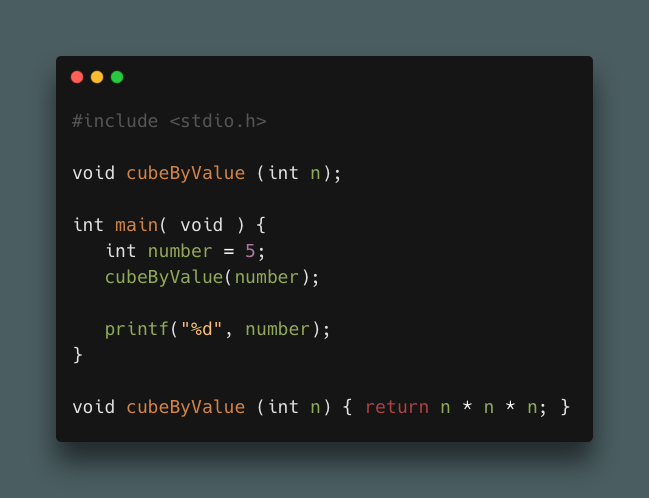 #include <stdio.h>

void cubeByValue (int n);

int main( void ) {
   int number = 5;
   cubeByValue(number);

   printf("%d", number);
}

void cubeByValue (int n) { return n * n * n; }